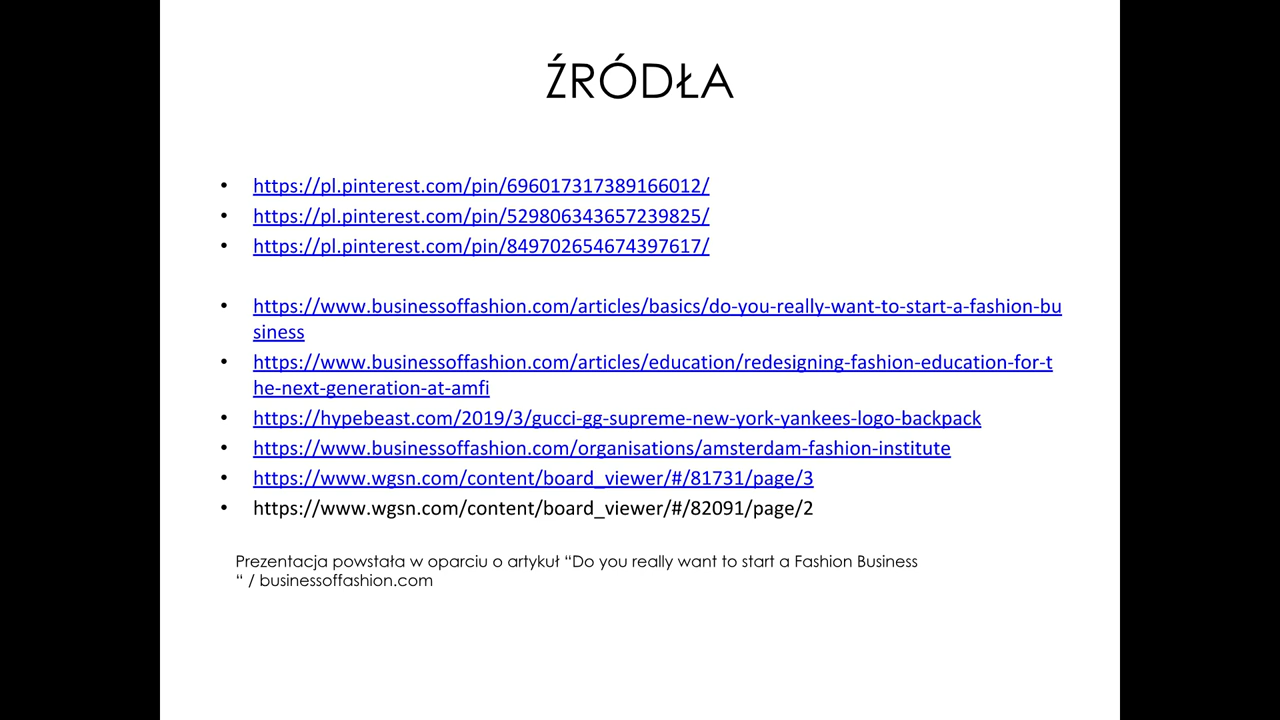 ŹRÓDŁA
• https://pl.pinterest.com/pin/696017317389166012/
• https://pl.pinterest.com/pin/529806343657239825/
• https://pl.pinterest.com/pin/849702654674397617/
• https://www.businessoffashion.com/articles/basics/do-you-really-want-to-start-a-fashion-bu
siness
• https://www.businessoffashion.com/articles/education/redesigning-fashion-education-for-t
he-next-generation-at-amfi
• https://hypebeast.com/2019/3/gucci-gg-supreme-new-york-yankees-logo-backpack
• https://www.businessoffashion.com/organisations/amsterdam-fashion-institute
• https://www.wgsn.com/content/board_viewer/#/81731/page/3
• https://www.wgsn.com/content/board_viewer/#/82091/page/2
Prezentacja powstała w oparciu o artykuł “Do you really want to start a Fashion Business
“ / businessoffashion.com